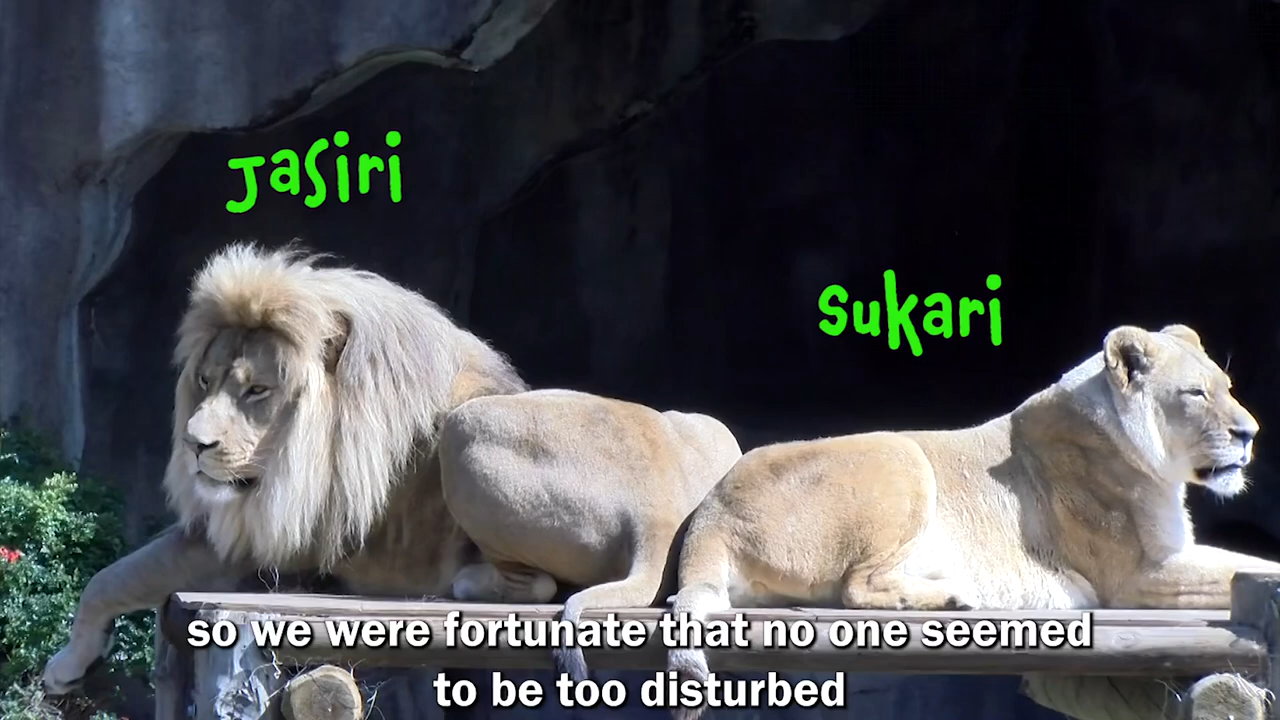 Jasiri
Sukari
so we were fortunate that no one seemed
to be too disturbed